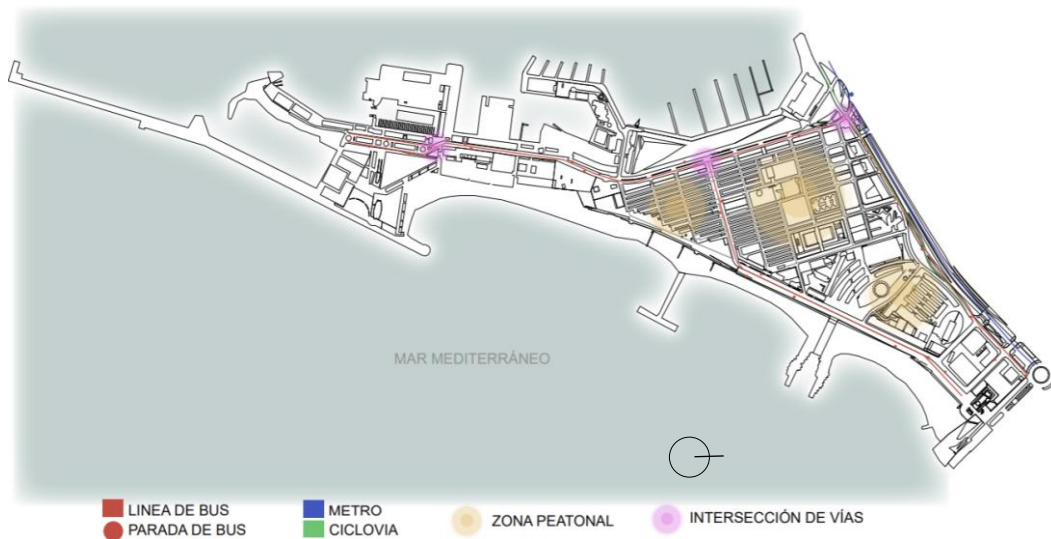 MAR MEDITERRÁNEO
LINEA DE BUS
PARADA DE BUS
METRO
CICLOVIA
ZONA PEATONAL
INTERSECCIÓN DE VÍAS